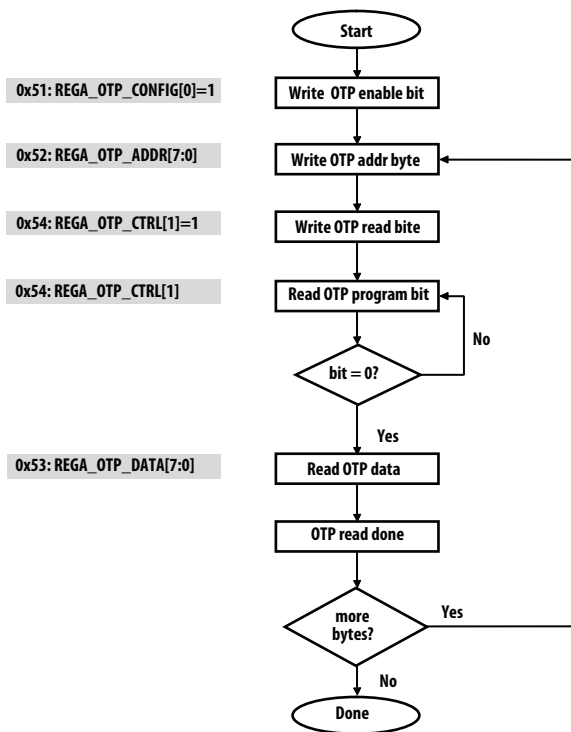 Start
0x51: REGA_OTP_CONFIG[0]=1
Write OTP enable bit
0x52: REGA_OTP_ADDR[7:0]
Write OTP addr byte
0x54: REGA_OTP_CTRL[1]=1
Write OTP read bite
0x54: REGA_OTP_CTRL[1]
Read OTP program bit
No
bit = 0?
Yes
0x53: REGA_OTP_DATA[7:0]
Read OTP data
OTP read done
more
bytes?
Yes
No
Done